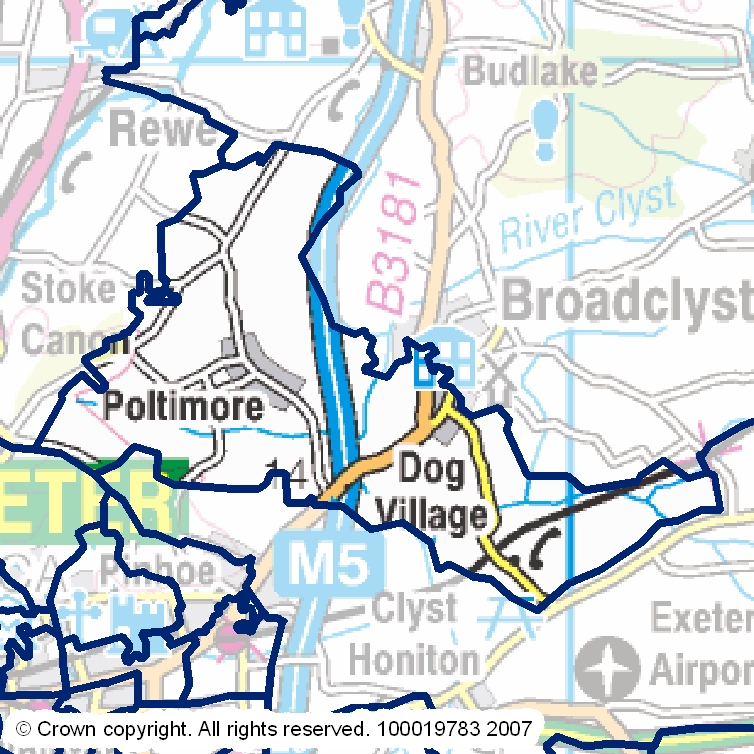 Budlake
Rewe
B3181
River Clyst
Stoke
Canon
Broadclyst
Poltimore
14
Dog
Village
ETER
M5
Pinhoe
Clyst
Honiton
Exeter
Airpor
© Crown copyright. All rights reserved. 100019783 2007